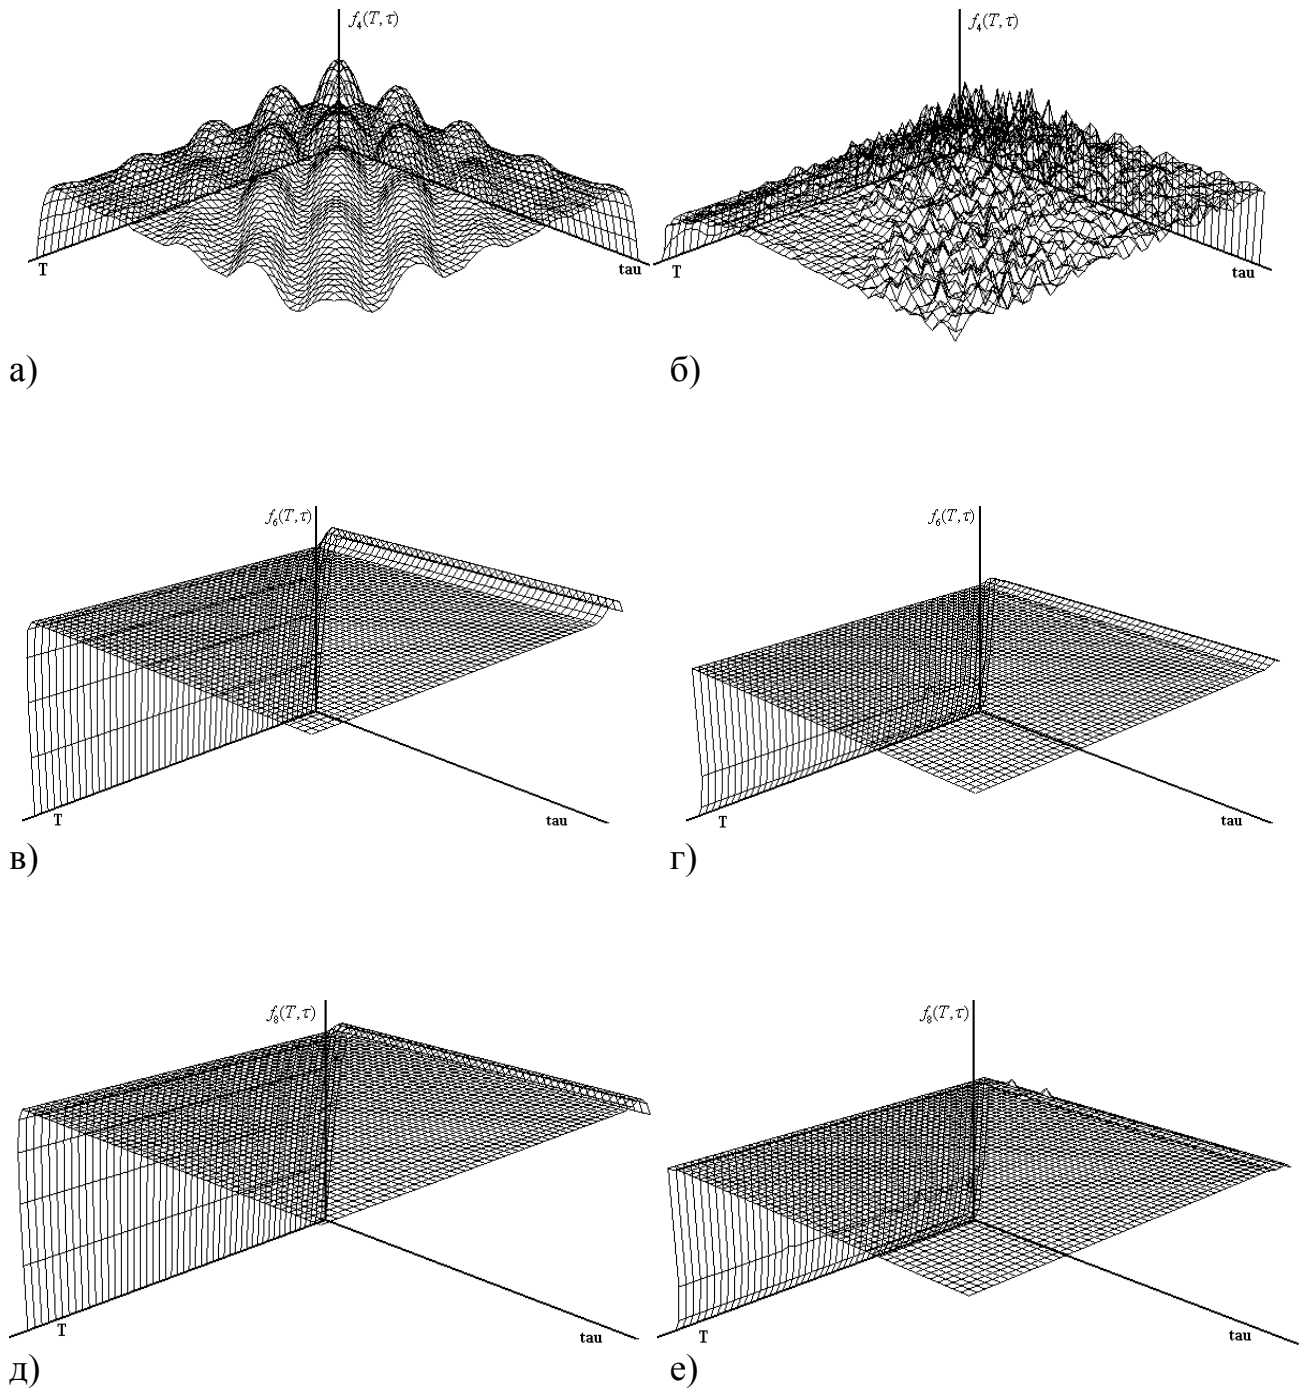 f₄(T,τ)
f₄(T,τ)
T
tau
T
tau
а)
б)
f₆(T,τ)
f₆(T,τ)
T
tau
T
tau
в)
г)
f₈(T,τ)
f₈(T,τ)
T
tau
T
tau
д)
е)